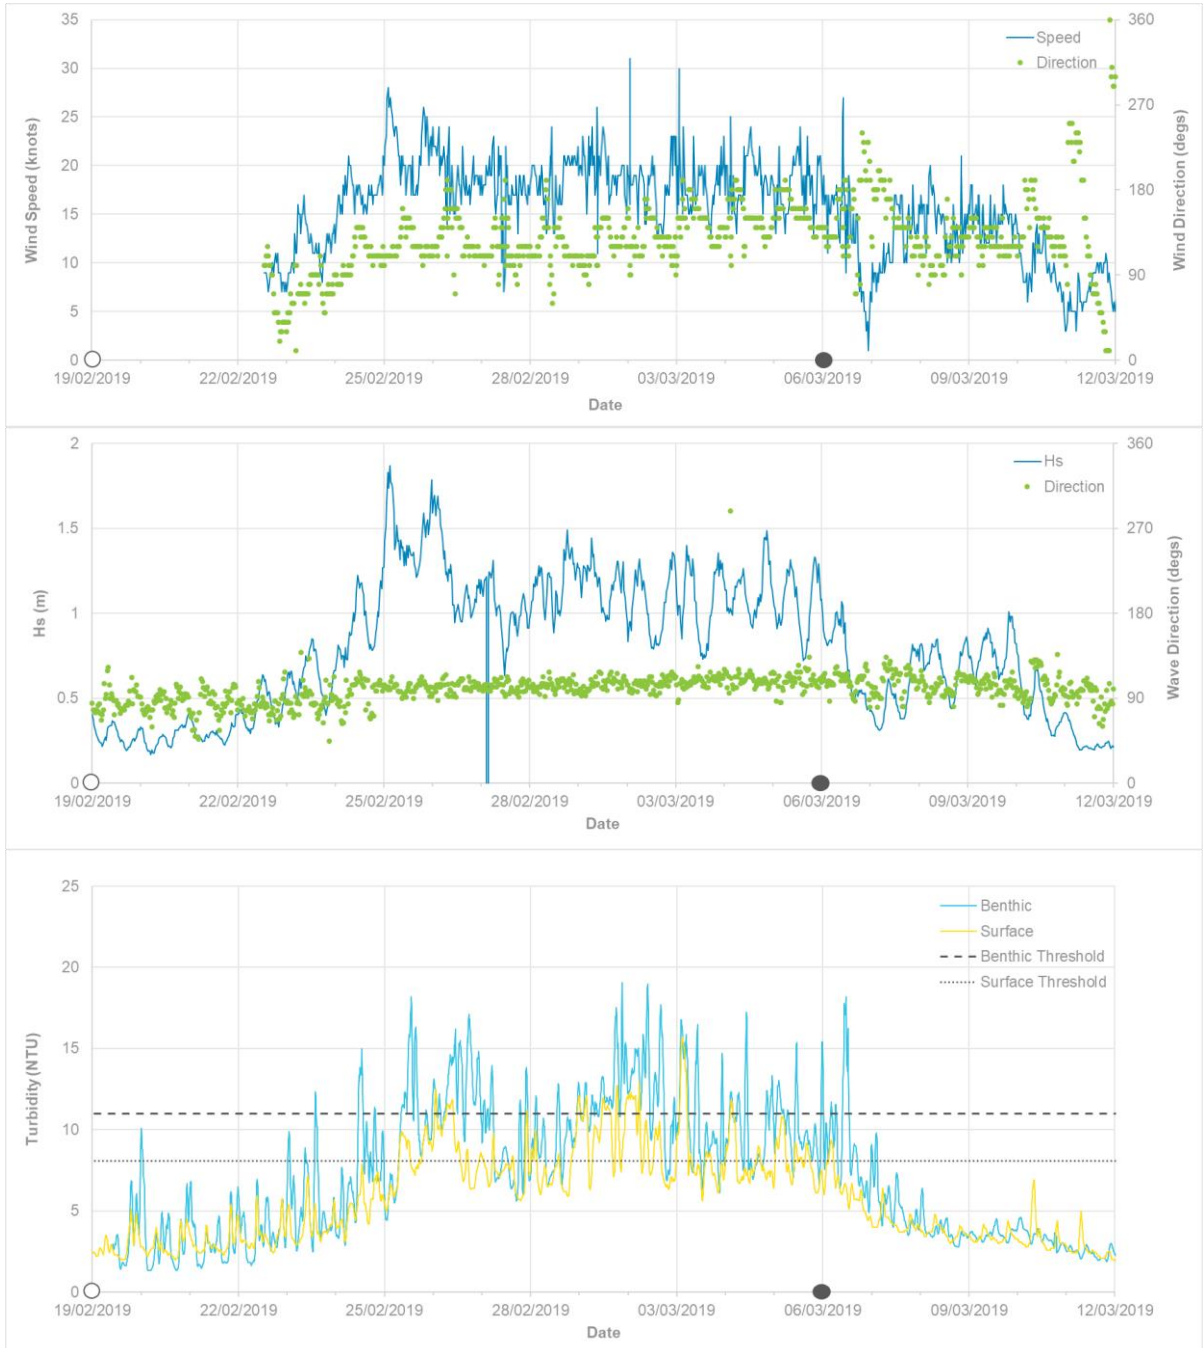 35
30
25
20
15
10
5
0
Wind Speed (knots)
Speed
Direction
360
270
180
90
0
Wind Direction (degs)
19/02/2019 22/02/2019 25/02/2019 28/02/2019 03/03/2019 06/03/2019 09/03/2019 12/03/2019
Date
2
1.5
1
0.5
0
Hs (m)
Hs
Direction
360
270
180
90
0
Wave Direction (degs)
19/02/2019 22/02/2019 25/02/2019 28/02/2019 03/03/2019 06/03/2019 09/03/2019 12/03/2019
Date
25
20
15
10
5
0
Turbidity (NTU)
Benthic
Surface
Benthic Threshold
Surface Threshold
19/02/2019 22/02/2019 25/02/2019 28/02/2019 03/03/2019 06/03/2019 09/03/2019 12/03/2019
Date